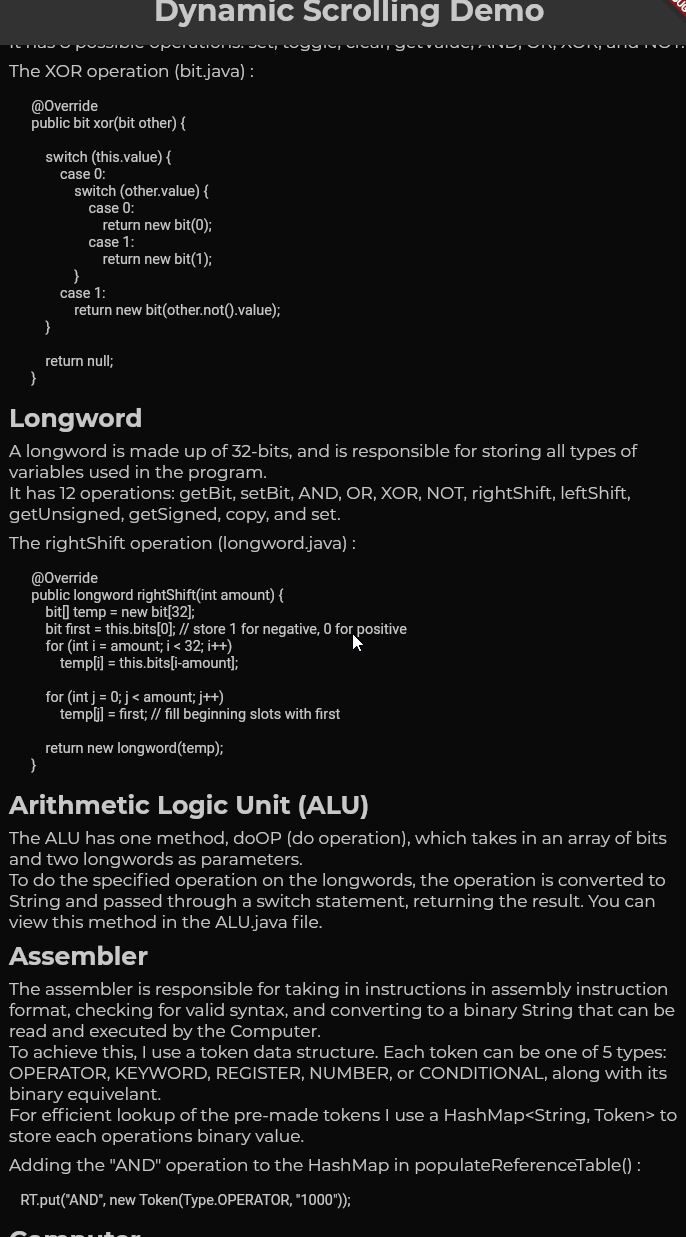 Dynamic Scrolling Demo
It has 8 possible operations: set, toggle, clear, getValue, AND, OR, XOR, and NOT.
The XOR operation (bit.java) :
@Override
public bit xor(bit other) {
switch (this.value) {
case 0:
switch (other.value) {
case 0:
return new bit(0);
case 1:
return new bit(1);
}
case 1:
return new bit(other.not().value);
}
return null;
}
Longword
A longword is made up of 32-bits, and is responsible for storing all types of
variables used in the program.
It has 12 operations: getBit, setBit, AND, OR, XOR, NOT, rightShift, leftShift,
getUnsigned, getSigned, copy, and set.
The rightShift operation (longword.java) :
@Override
public longword rightShift(int amount) {
bit[] temp = new bit[32];
bit first = this.bits[0]; // store 1 for negative, 0 for positive
for (int i = amount; i < 32; i++)
temp[i] = this.bits[i-amount];
for (int j = 0; j < amount; j++)
temp[j] = first; // fill beginning slots with first
return new longword(temp);
}
Arithmetic Logic Unit (ALU)
The ALU has one method, doOP (do operation), which takes in an array of bits
and two longwords as parameters.
To do the specified operation on the longwords, the operation is converted to
String and passed through a switch statement, returning the result. You can
view this method in the ALU.java file.
Assembler
The assembler is responsible for taking in instructions in assembly instruction
format, checking for valid syntax, and converting to a binary String that can be
read and executed by the Computer.
To achieve this, I use a token data structure. Each token can be one of 5 types:
OPERATOR, KEYWORD, REGISTER, NUMBER, or CONDITIONAL, along with its
binary equivelant.
For efficient lookup of the pre-made tokens I use a HashMap<String, Token> to
store each operations binary value.
Adding the "AND" operation to the HashMap in populateReferenceTable() :
RT.put("AND", new Token(Type.OPERATOR, "1000"));
Computer